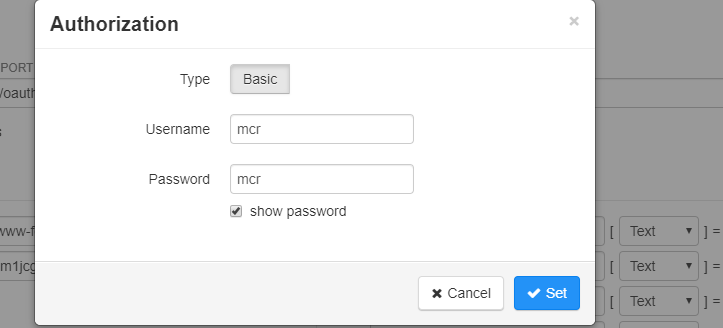 Authorization ×
PORT
/oauth
Type Basic
s
Username mcr
Password mcr
show password
www-f [ Text ▼ ] =
m1jcg [ Text ▼ ] =
✖ Cancel ✔ Set
[ Text ▼ ] =